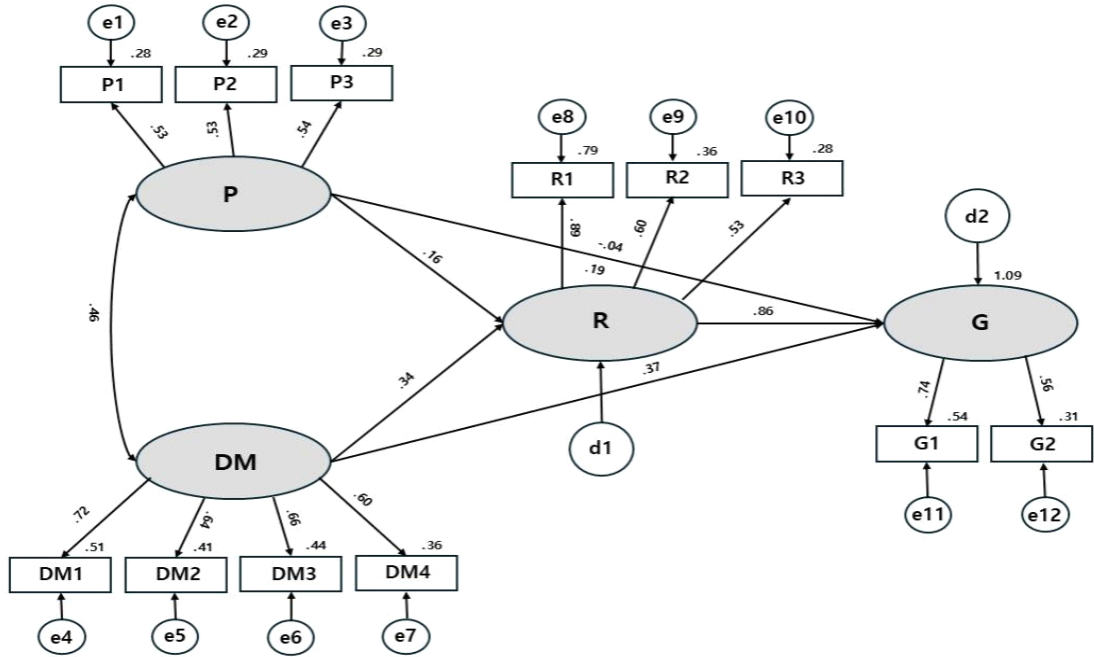 e1
e2
e3
.28
.29
.29
P1
P2
P3
.53
.53
.54
e8
e9
e10
.79
.36
.28
R1
R2
R3
P
.89
.60
.53
d2
.16
-.04
.19
1.09
.46
R
.86
G
.34
.37
.74
.56
d1
.54
.31
G1
G2
DM
e11
e12
.72
.64
.66
.60
.51
.41
.44
.36
DM1
DM2
DM3
DM4
e4
e5
e6
e7